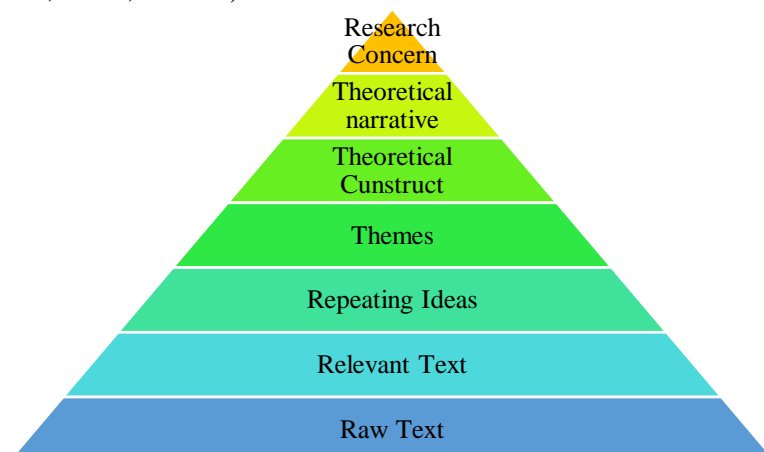 Research
Concern
Theoretical
narrative
Theoretical
Cunstruct
Themes
Repeating Ideas
Relevant Text
Raw Text